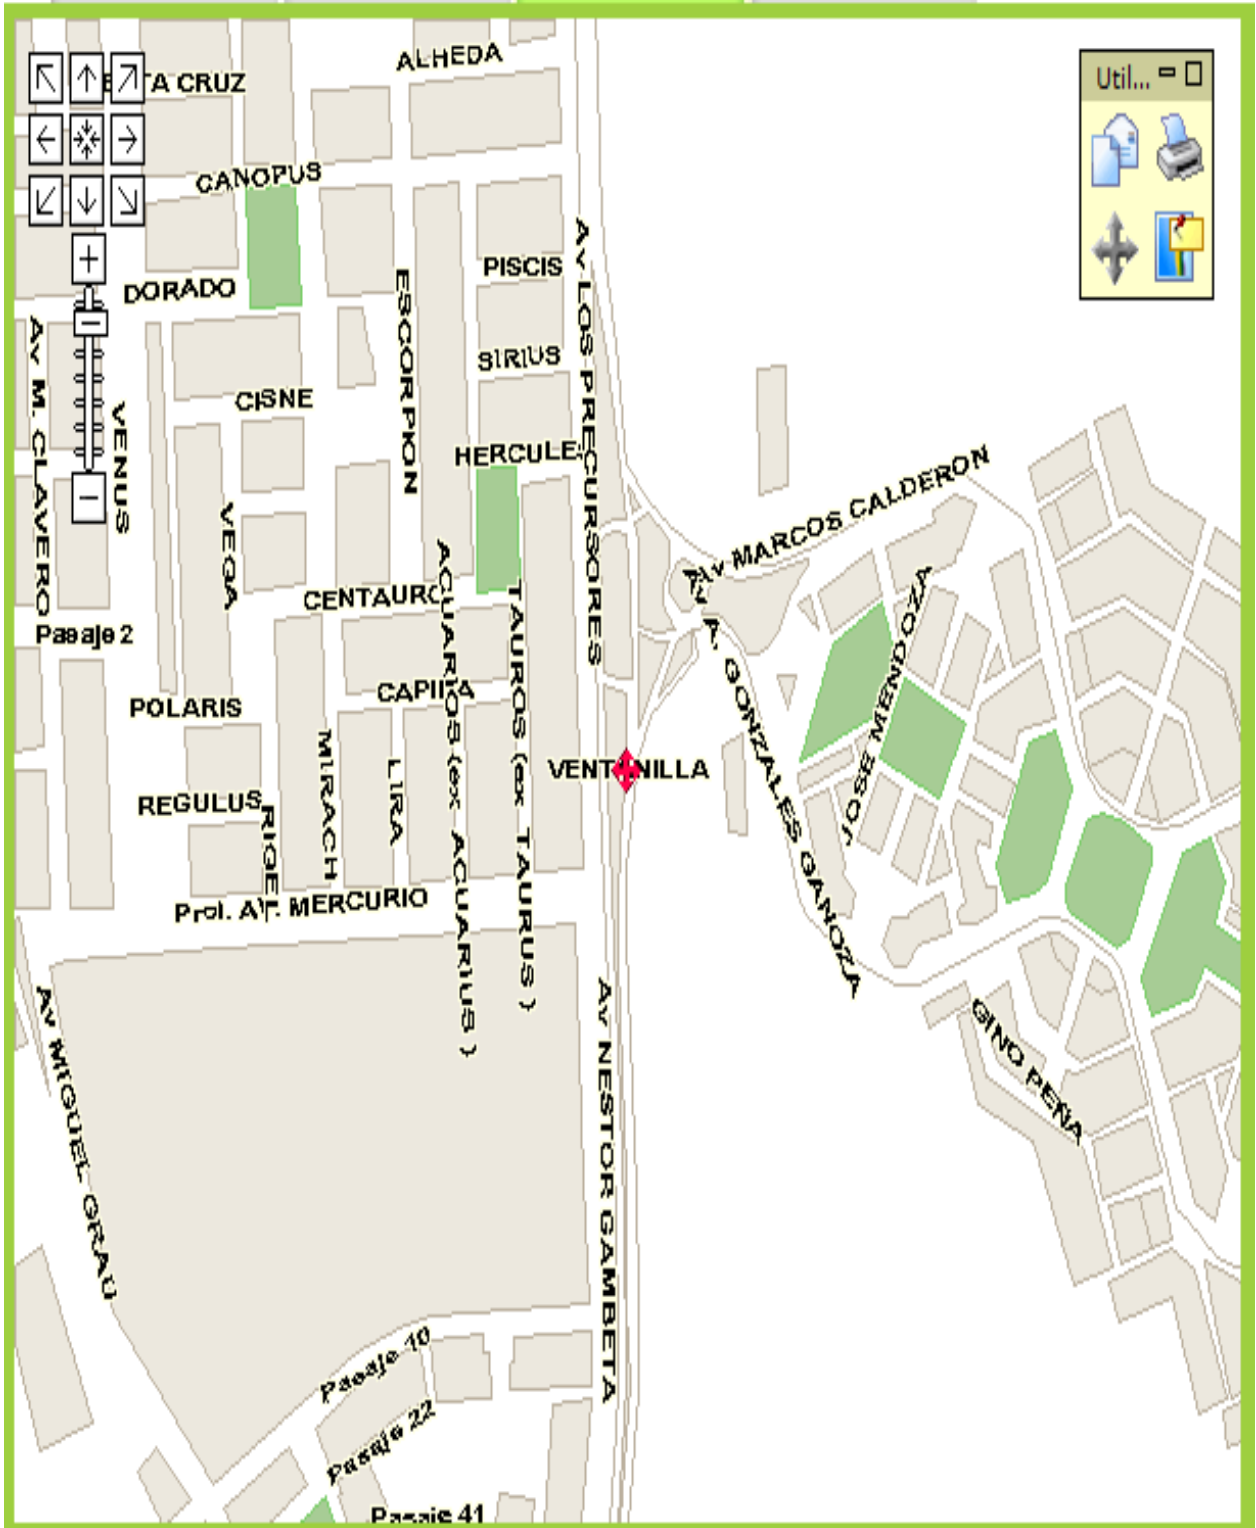 ALHEDA
TA CRUZ
Util...
CANOPUS
PISCIS
DORADO
SIRIUS
CISNE
HERCULE
ESCORPION
Av LOS PRECURSORES
Av M. CLAVERO
VENUS
VEGA
Av MARCOS CALDERON
CENTAURO
Pasaje 2
ACUARIOS (ex ACUARIUS )
TAUROS (ex TAURUS )
Av A. GONZALES GANOZA
JOSE MENDOZA
POLARIS
MIRACH
LIRA
VENTANILLA
REGULUS
RIGEL
Prol. AV. MERCURIO
Av MIGUEL GRAU
Av NESTOR GAMBETA
GINO PEÑA
Pasaje 10
Pasaje 22
Pasaje 41